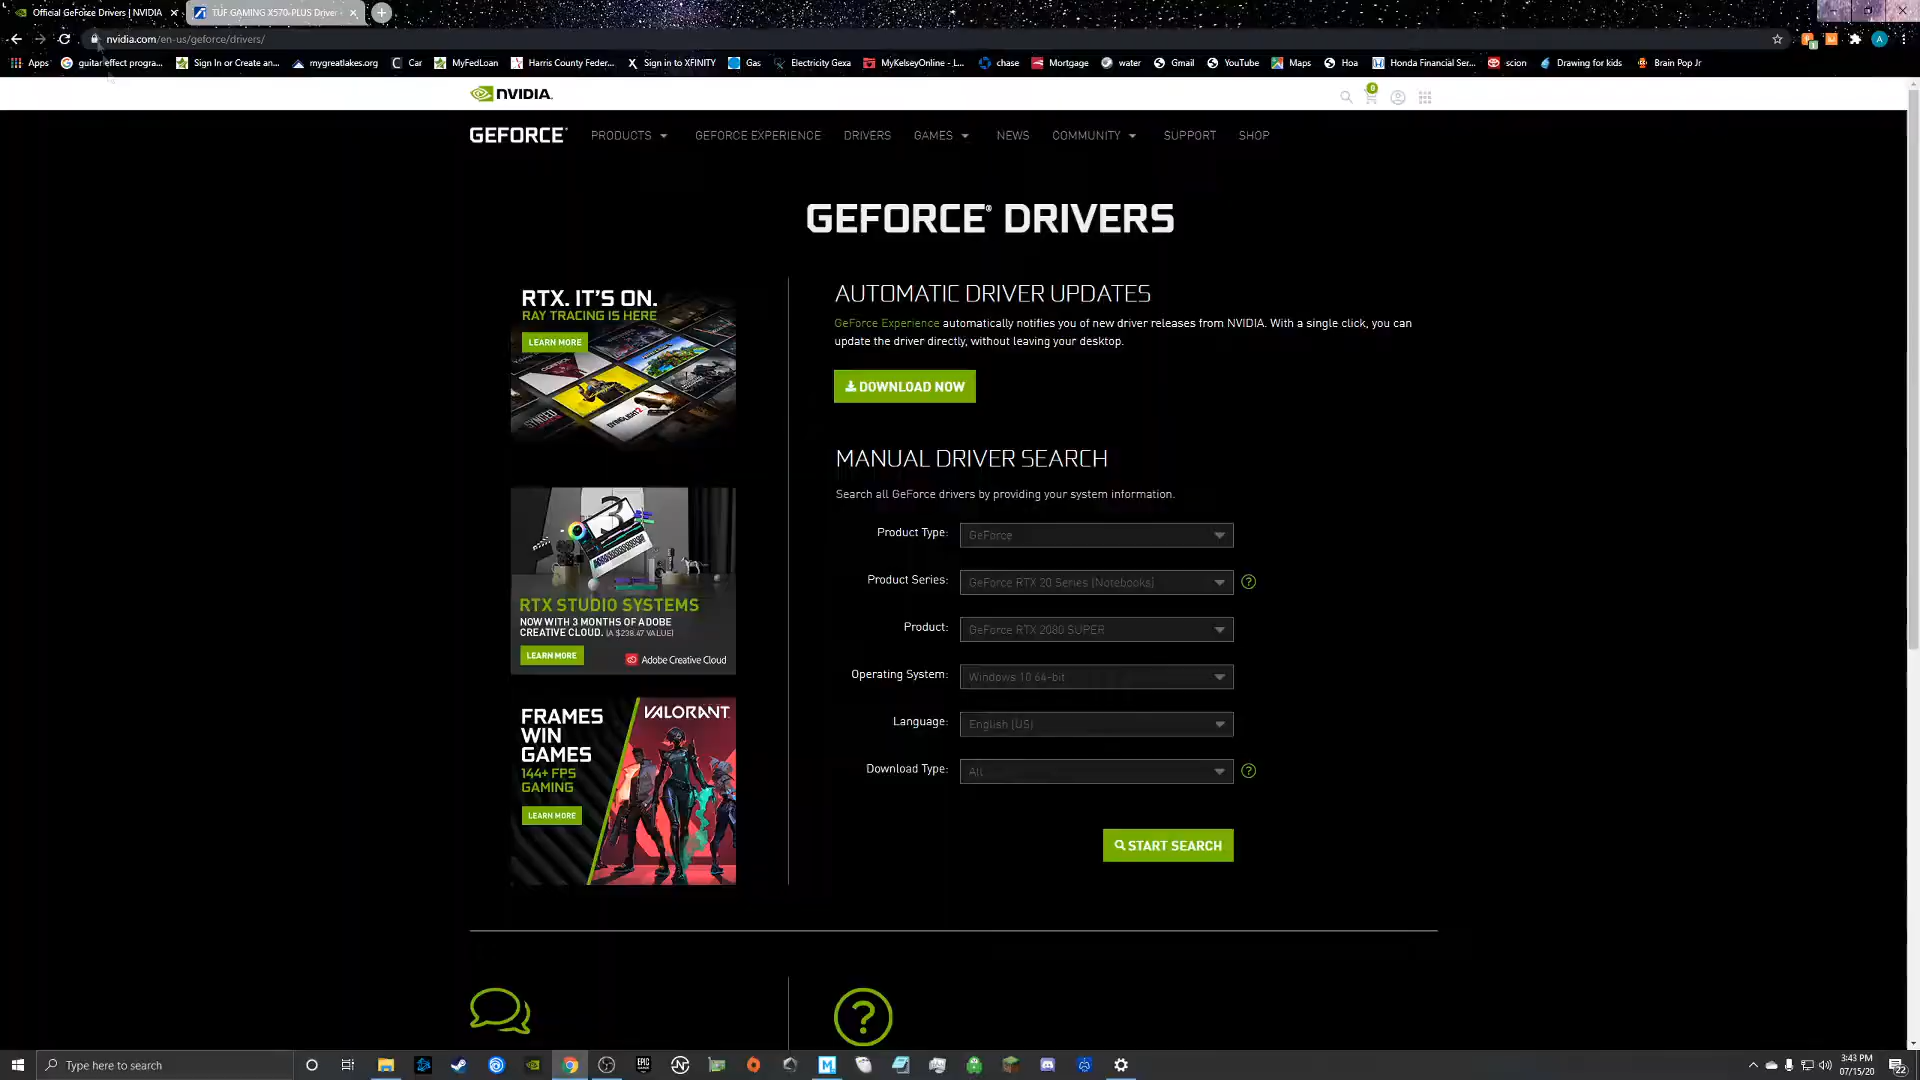 Official GeForce Drivers | NVIDIA
TUF GAMING X570-PLUS Driver
nvidia.com/en-us/geforce/drivers/
Apps
guitar effect progra...
Sign In or Create an...
mygreatlakes.org
Car
MyFedLoan
Harris County Feder...
Sign in to XFINITY
Gas
Electricity Gexa
MyKelseyOnline - L...
chase
Mortgage
water
Gmail
YouTube
Maps
Hoa
Honda Financial Ser...
scion
Drawing for kids
Brain Pop Jr
NVIDIA.
0
GEFORCE®
PRODUCTS
GEFORCE EXPERIENCE
DRIVERS
GAMES
NEWS
COMMUNITY
SUPPORT
SHOP
GEFORCE® DRIVERS
RTX. IT'S ON.
RAY TRACING IS HERE
LEARN MORE
SYNCED
DYING LIGHT 2
RTX STUDIO SYSTEMS
NOW WITH 3 MONTHS OF ADOBE
CREATIVE CLOUD. (A $238.47 VALUE)
LEARN MORE
Adobe Creative Cloud
FRAMES
WIN
GAMES
144+ FPS
GAMING
VALORANT
LEARN MORE
AUTOMATIC DRIVER UPDATES
GeForce Experience automatically notifies you of new driver releases from NVIDIA. With a single click, you can
update the driver directly, without leaving your desktop.
DOWNLOAD NOW
MANUAL DRIVER SEARCH
Search all GeForce drivers by providing your system information.
Product Type: GeForce
Product Series: GeForce RTX 20 Series (Notebooks) ?
Product: GeForce RTX 2080 SUPER
Operating System: Windows 10 64-bit
Language: English (US)
Download Type: All ?
START SEARCH
?
Type here to search
3:43 PM
07/15/20
22